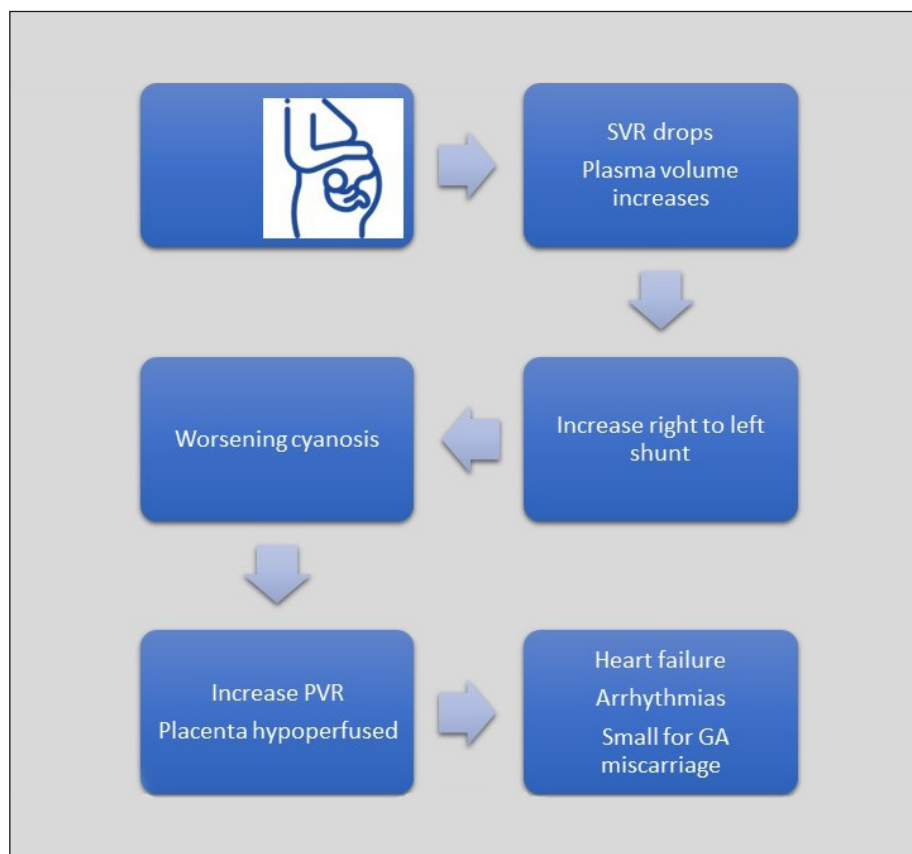 SVR drops
Plasma volume
increases
Increase right to left
shunt
Worsening cyanosis
Increase PVR
Placenta hypoperfused
Heart failure
Arrhythmias
Small for GA
miscarriage